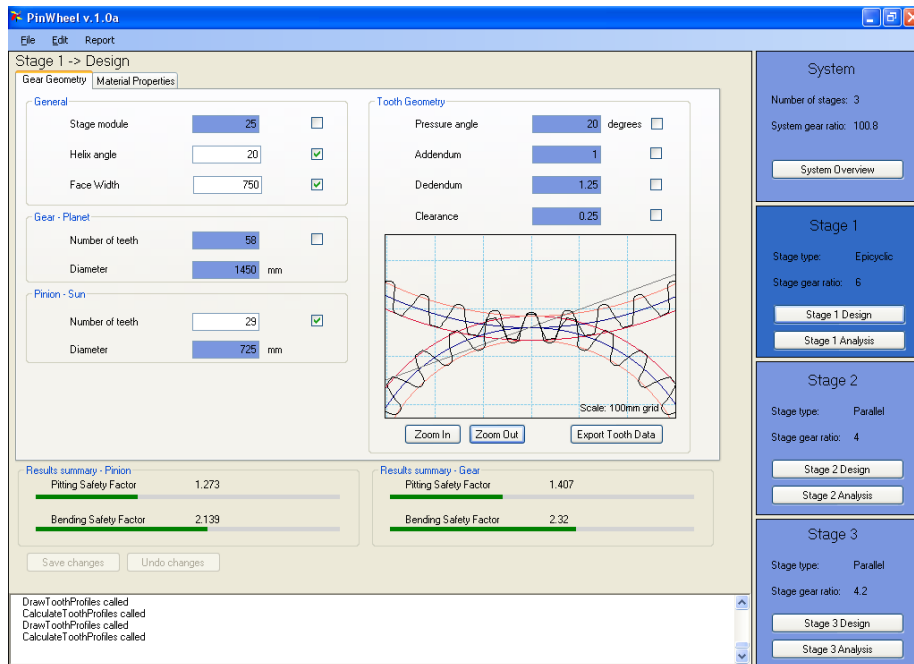 PinWheel v.1.0a
File Edit Report
Stage 1 -> Design
Gear Geometry Material Properties
General
Stage module 25
Helix angle 20
Face Width 750
Gear - Planet
Number of teeth 58
Diameter 1450 mm
Pinion - Sun
Number of teeth 29
Diameter 725 mm
Tooth Geometry
Pressure angle 20 degrees
Addendum 1
Dedendum 1.25
Clearance 0.25
Scale: 100mm grid
Zoom In Zoom Out Export Tooth Data
Results summary - Pinion
Pitting Safety Factor 1.273
Bending Safety Factor 2.139
Results summary - Gear
Pitting Safety Factor 1.407
Bending Safety Factor 2.32
Save changes Undo changes
DrawToothProfiles called
CalculateToothProfiles called
DrawToothProfiles called
CalculateToothProfiles called
System
Number of stages: 3
System gear ratio: 100.8
System Overview
Stage 1
Stage type: Epicyclic
Stage gear ratio: 6
Stage 1 Design
Stage 1 Analysis
Stage 2
Stage type: Parallel
Stage gear ratio: 4
Stage 2 Design
Stage 2 Analysis
Stage 3
Stage type: Parallel
Stage gear ratio: 4.2
Stage 3 Design
Stage 3 Analysis